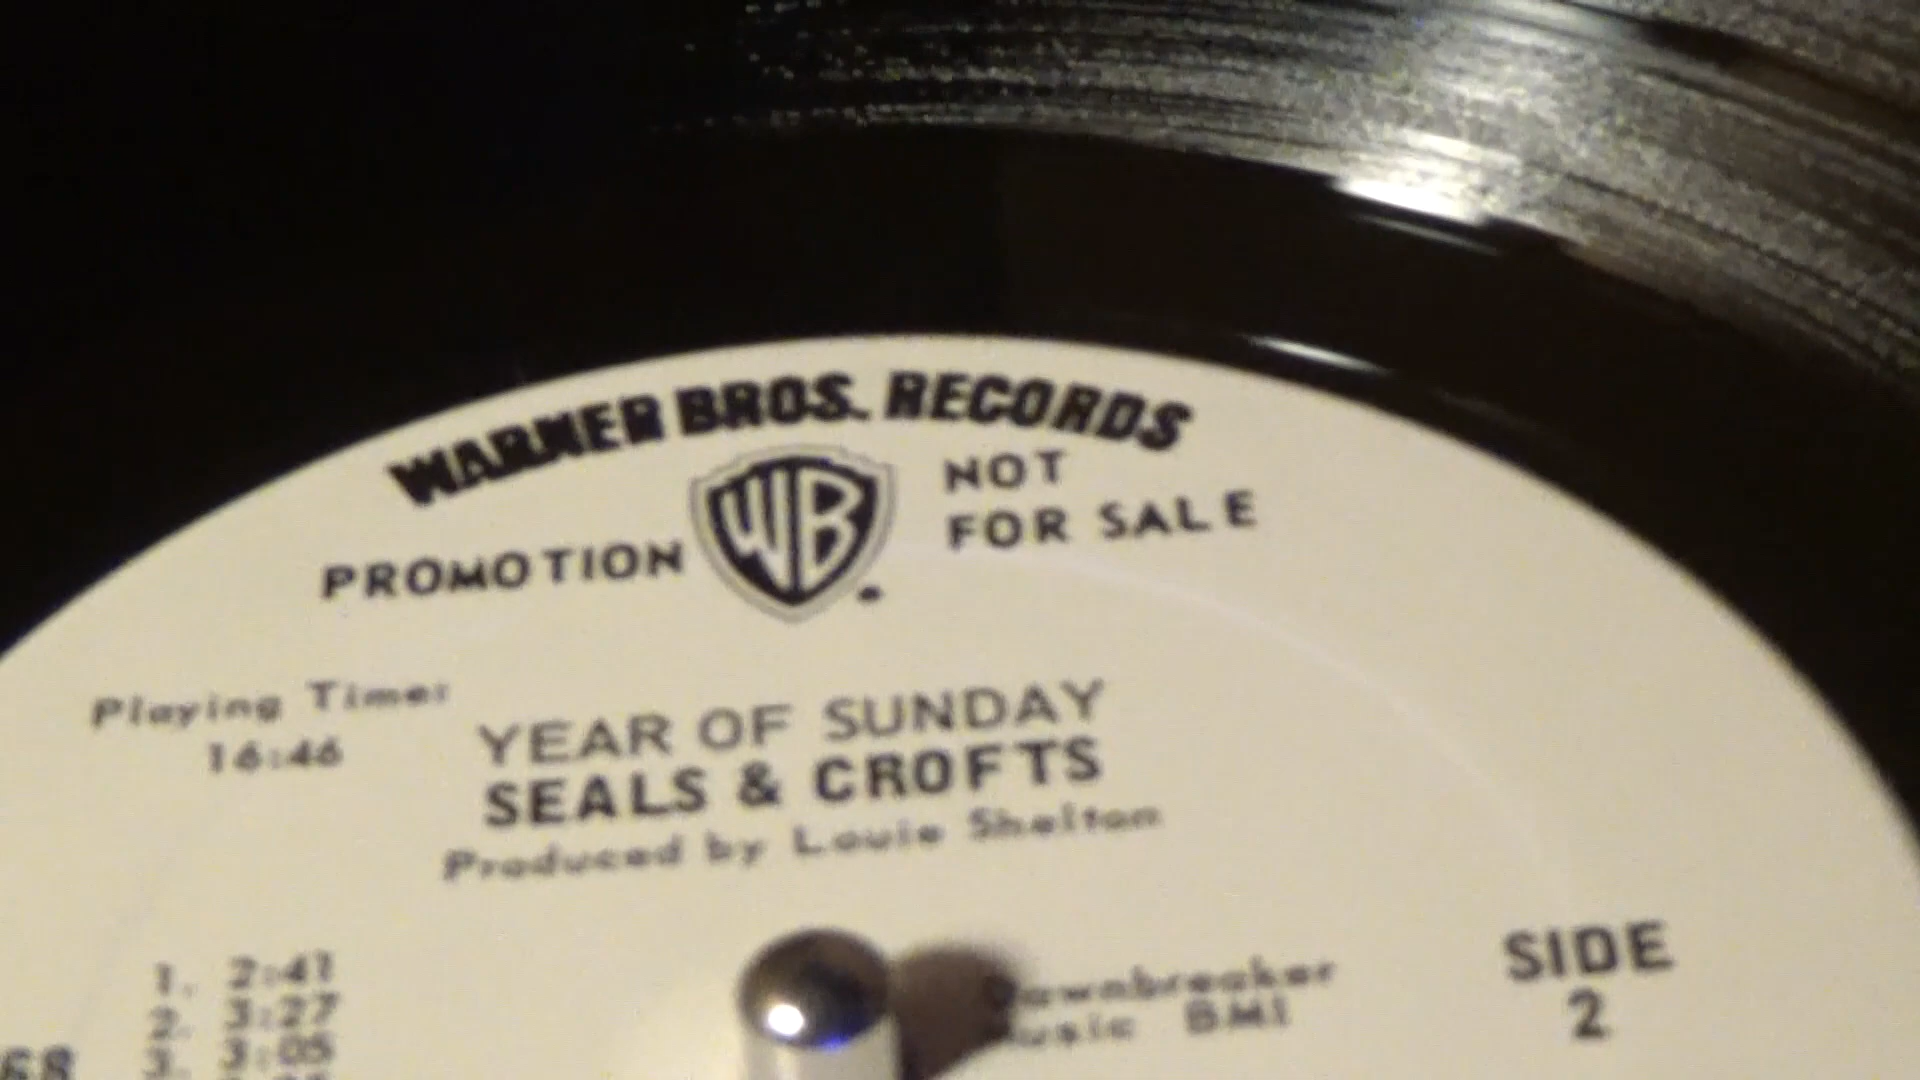 WARNER BROS. RECORDS
WB
PROMOTION
NOT
FOR SALE
Playing Time:
16:46
YEAR OF SUNDAY
SEALS & CROFTS
Produced by Louie Shelton
SIDE
2
1. 2:41
2. 3:27
3. 3:05
BMI